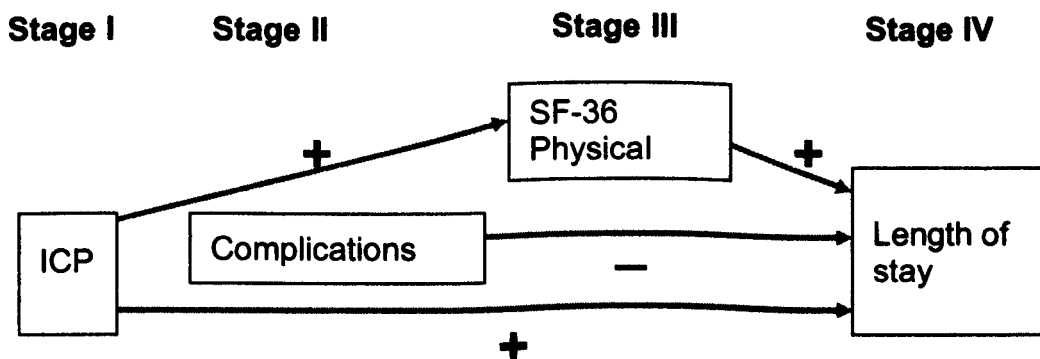 Stage I Stage II Stage III Stage IV
SF-36
Physical
+
+
ICP
Complications
Length of
stay
−
+